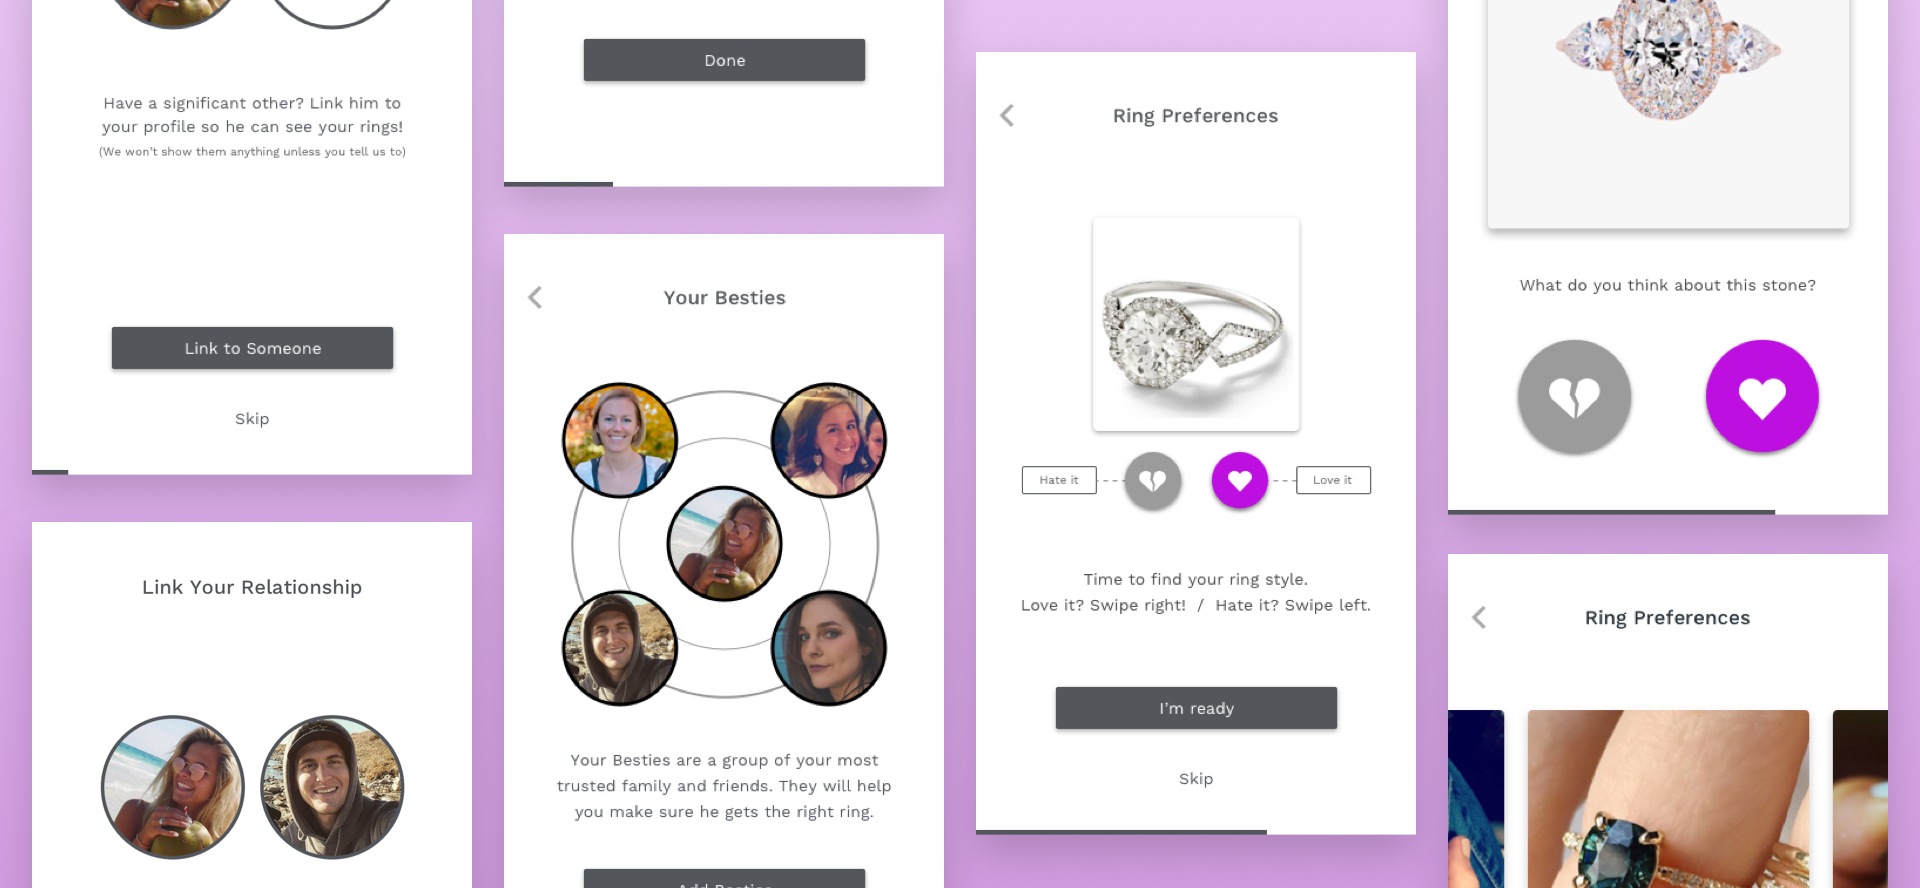 Have a significant other? Link him to
your profile so he can see your rings!
(We won't show them anything unless you tell us to)
Link to Someone
Skip
Link Your Relationship
Done
Your Besties
Your Besties are a group of your most
trusted family and friends. They will help
you make sure he gets the right ring.
Add Besties
Ring Preferences
Hate it
Love it
Time to find your ring style.
Love it? Swipe right! / Hate it? Swipe left.
I'm ready
Skip
What do you think about this stone?
Ring Preferences